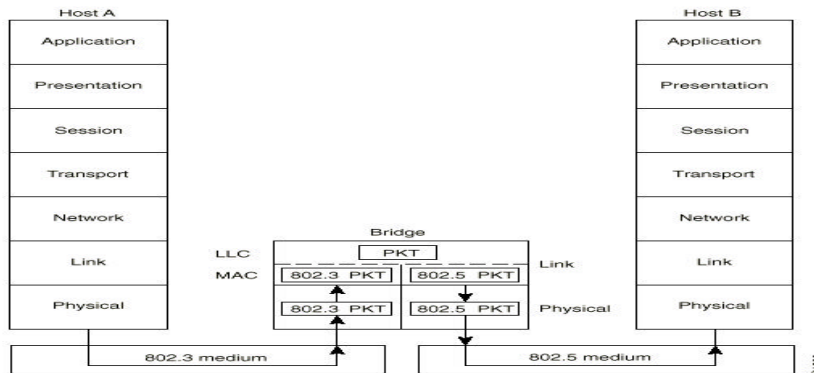 Host A
Application
Presentation
Session
Transport
Network
Link
Physical
Host B
Application
Presentation
Session
Transport
Network
Link
Physical
Bridge
LLC
PKT
MAC
802.3 PKT
802.5 PKT
Link
802.3 PKT
802.5 PKT
Physical
802.3 medium
802.5 medium